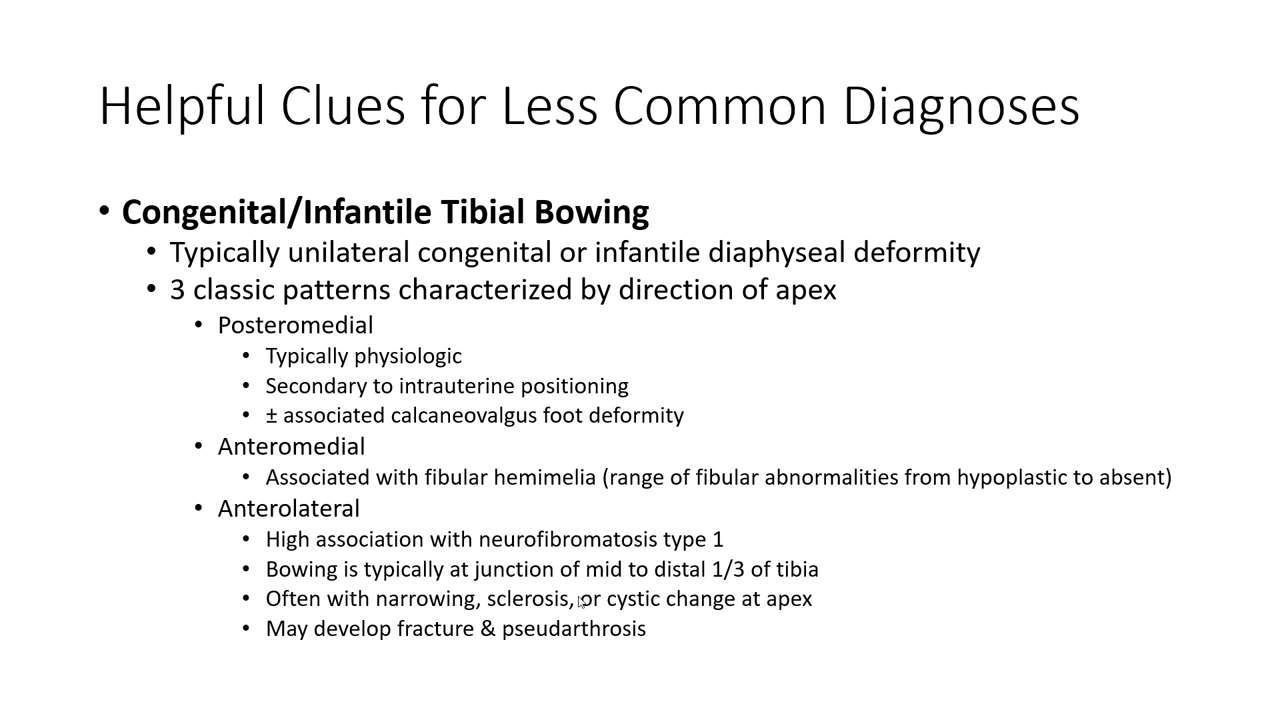 Helpful Clues for Less Common Diagnoses
• Congenital/Infantile Tibial Bowing
• Typically unilateral congenital or infantile diaphyseal deformity
• 3 classic patterns characterized by direction of apex
• Posteromedial
• Typically physiologic
• Secondary to intrauterine positioning
• ± associated calcaneovalgus foot deformity
• Anteromedial
• Associated with fibular hemimelia (range of fibular abnormalities from hypoplastic to absent)
• Anterolateral
• High association with neurofibromatosis type 1
• Bowing is typically at junction of mid to distal 1/3 of tibia
• Often with narrowing, sclerosis, or cystic change at apex
• May develop fracture & pseudarthrosis